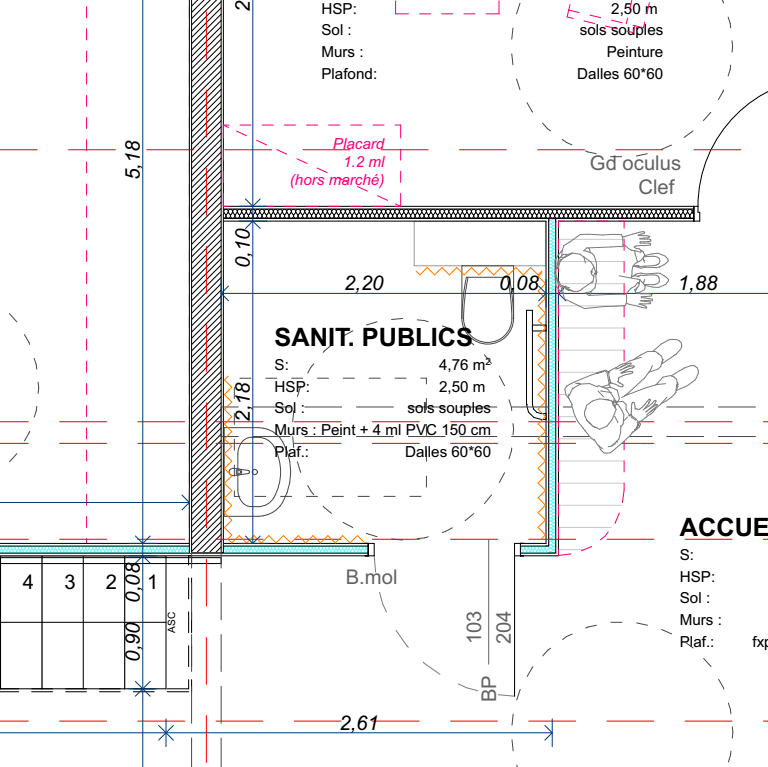 2
HSP: 2,50 m
Sol : sols souples
Murs : Peinture
Plafond: Dalles 60*60
5,18
Placard
1.2 ml
(hors marché)
Gd oculus
Clef
0,10
2,20
0,08
1,88
SANIT. PUBLICS
S: 4,76 m²
HSP: 2,50 m
Sol : sols souples
Murs : Peint + 4 ml PVC 150 cm
Plaf.: Dalles 60*60
2,18
ACCUE
S:
HSP:
Sol :
Murs :
Plaf.: fxp
B.mol
4 3 2 1
0,08
ASC
0,90
103
204
BP
2,61